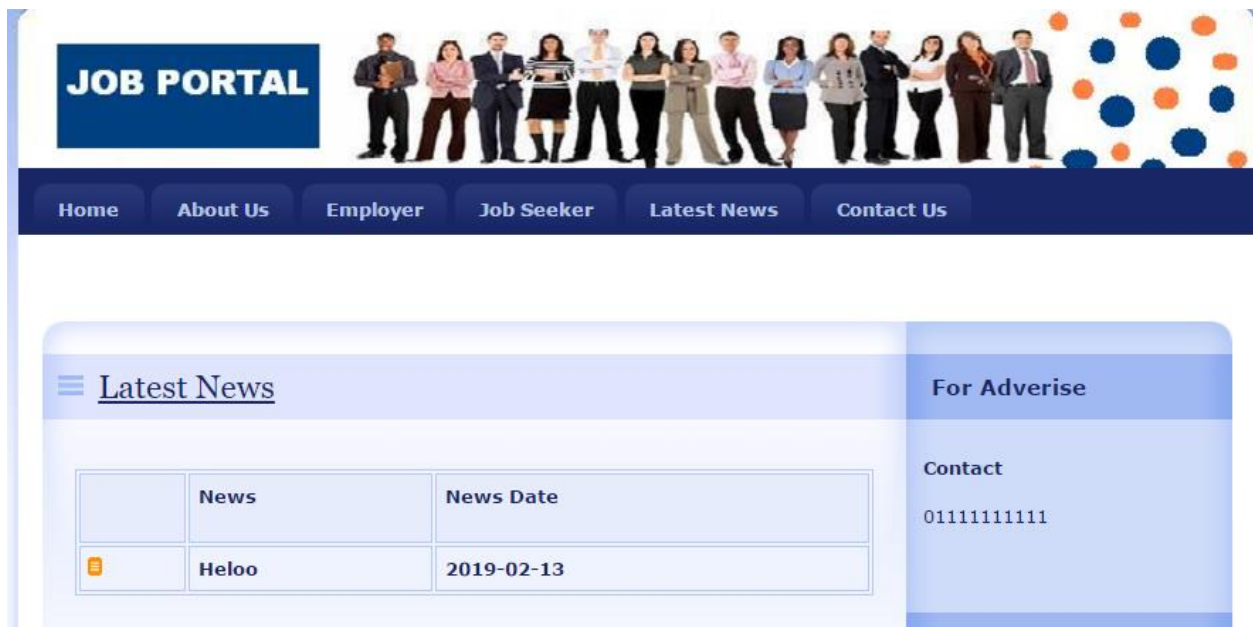 JOB PORTAL
Home About Us Employer Job Seeker Latest News Contact Us
Latest News
For Adverise
News News Date
Heloo 2019-02-13
Contact
01111111111